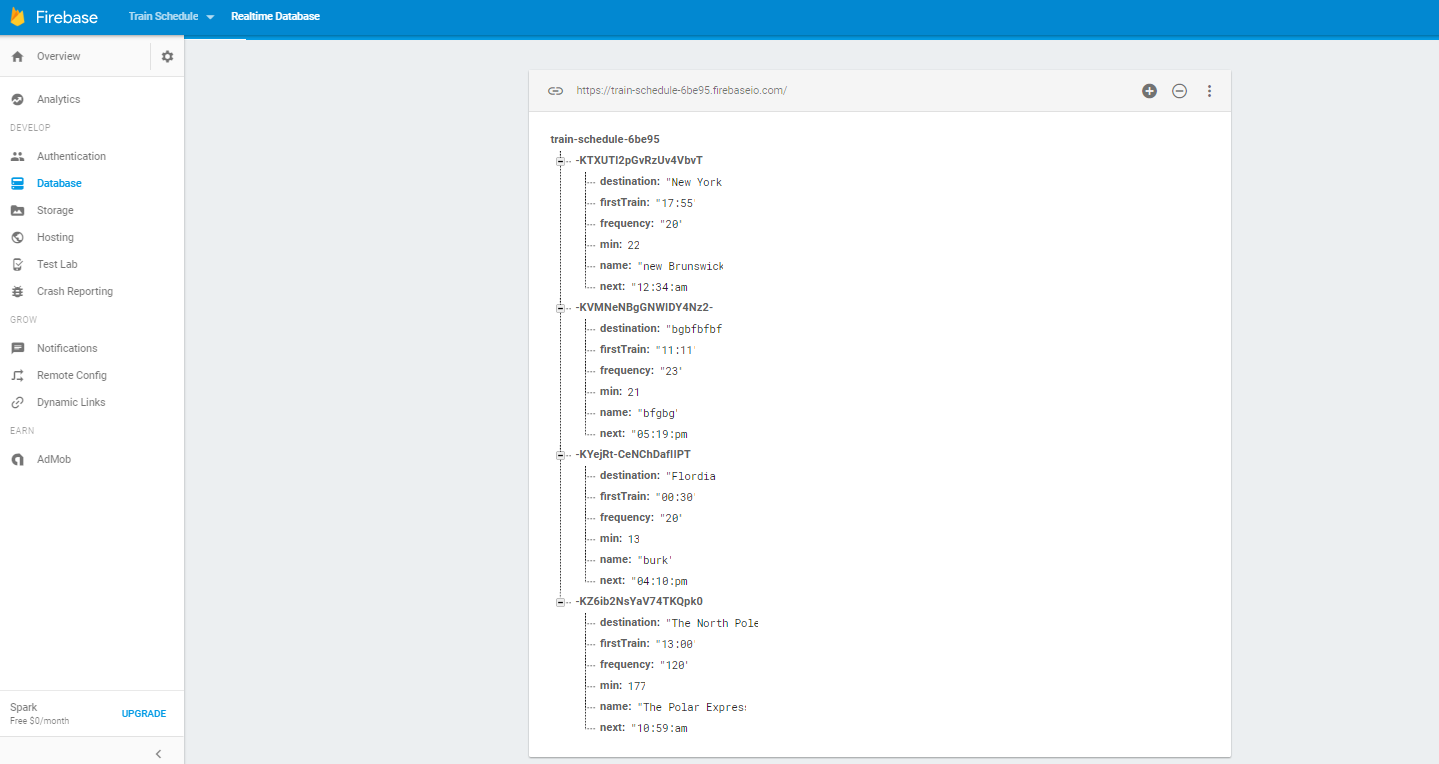 Firebase
Train Schedule
Realtime Database
Overview
Analytics
DEVELOP
Authentication
Database
Storage
Hosting
Test Lab
Crash Reporting
GROW
Notifications
Remote Config
Dynamic Links
EARN
AdMob
Spark
Free $0/month
UPGRADE
https://train-schedule-6be95.firebaseio.com/
train-schedule-6be95
-KTXUTI2pGvRzUv4VbvT
destination: "New York
firstTrain: "17:55"
frequency: "20"
min: 22
name: "new Brunswick
next: "12:34:am
-KVMNeNBgGNWIDY4Nz2-
destination: "bgbfbfbf
firstTrain: "11:11"
frequency: "23"
min: 21
name: "bfgbg"
next: "05:19:pm
-KYejRt-CeNChDafIIPT
destination: "Flordia
firstTrain: "00:30"
frequency: "20"
min: 13
name: "burk"
next: "04:10:pm
-KZ6ib2NsYaV74TKQpk0
destination: "The North Pole
firstTrain: "13:00"
frequency: "120"
min: 177
name: "The Polar Express
next: "10:59:am